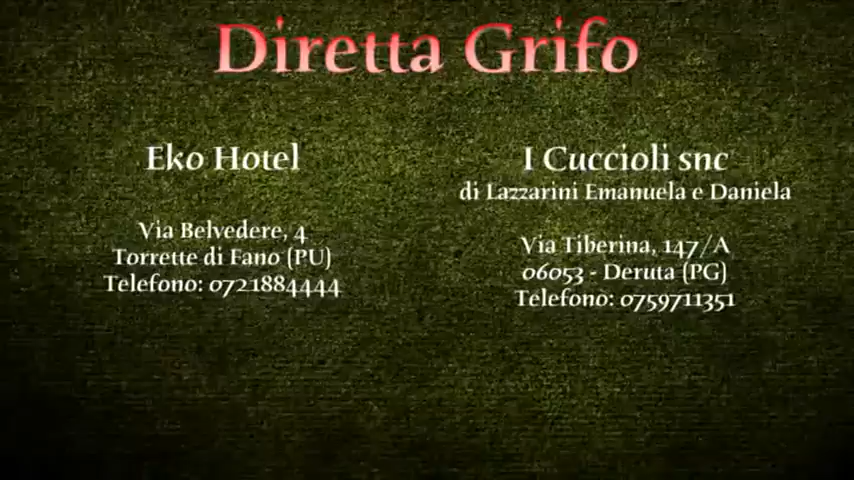 Diretta Grifo
Eko Hotel
Via Belvedere, 4
Torrette di Fano (PU)
Telefono: 0721884444
I Cuccioli snc
di Lazzarini Emanuela e Daniela
Via Tiberina, 147/A
06053 - Deruta (PG)
Telefono: 0759711351